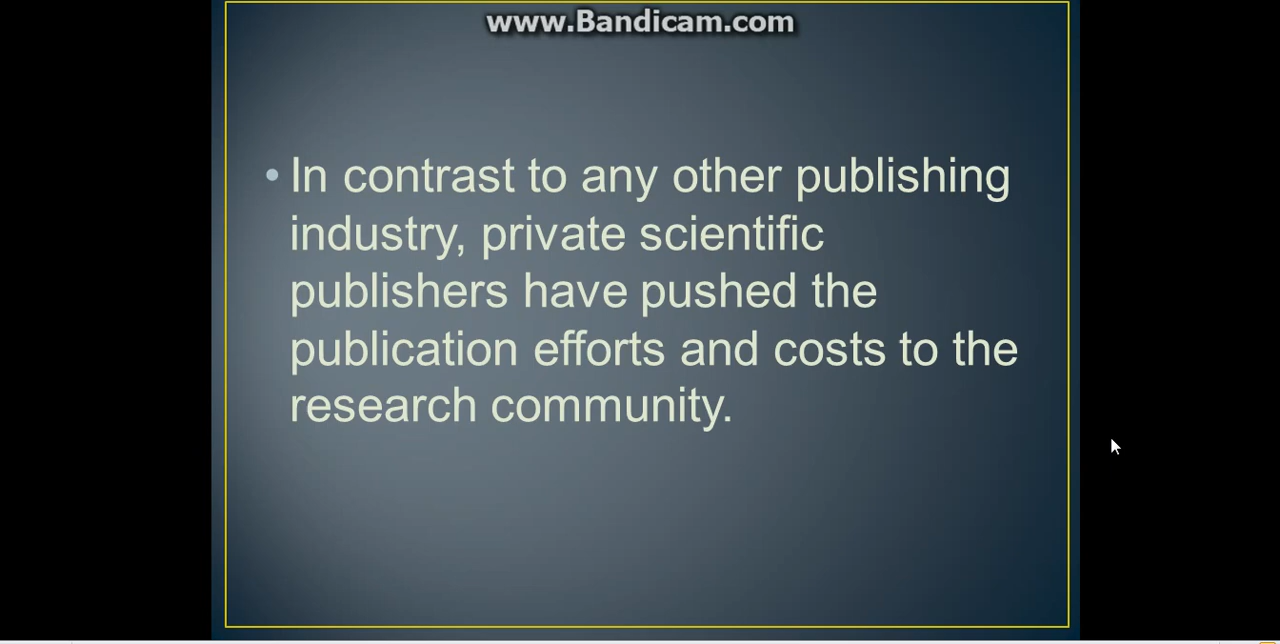 www.Bandicam.com
• In contrast to any other publishing
industry, private scientific
publishers have pushed the
publication efforts and costs to the
research community.